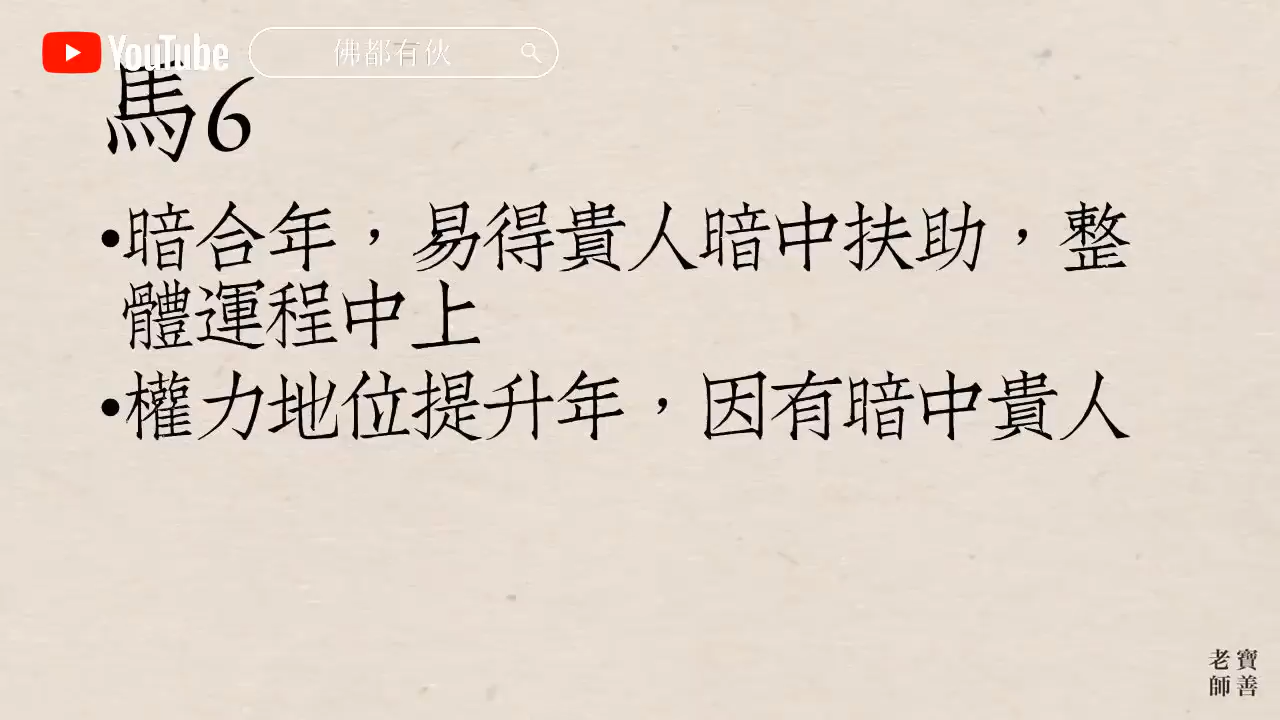 YouTube
佛都有伙
馬6
•暗合年，易得貴人暗中扶助，整
體運程中上
•權力地位提升年，因有暗中貴人
寶善
老師